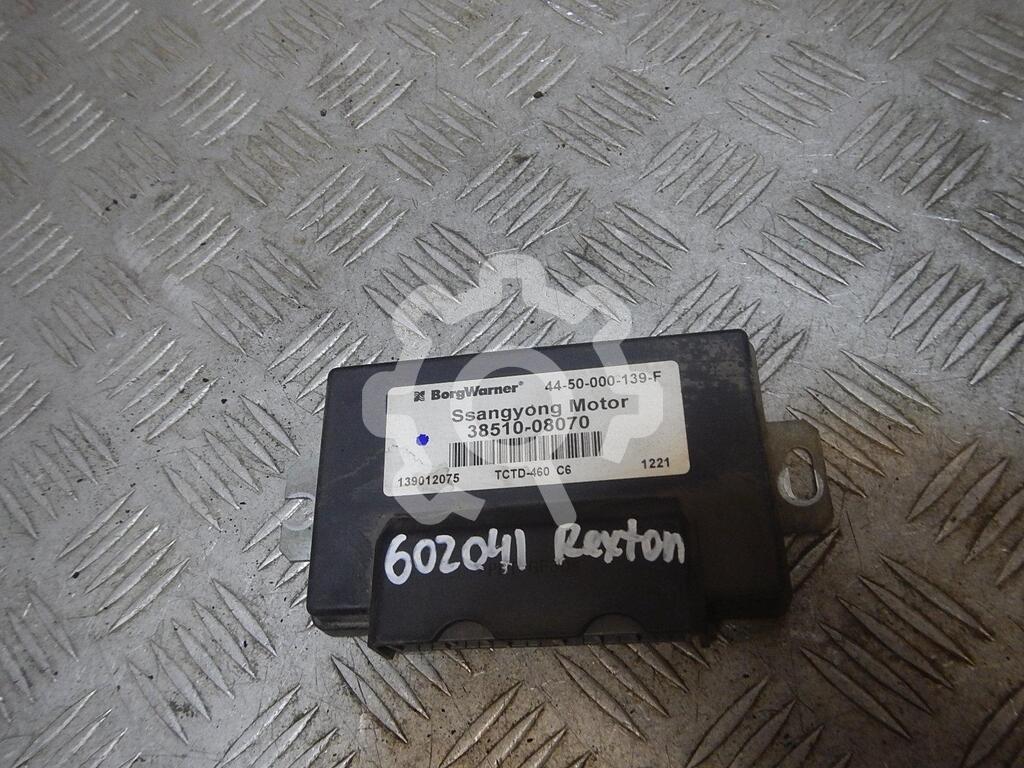 BorgWarner® 44-50-000-139-F
Ssangyong Motor
38510-08070
139012075 TCTD-460 C6 1221
602041 Rexton